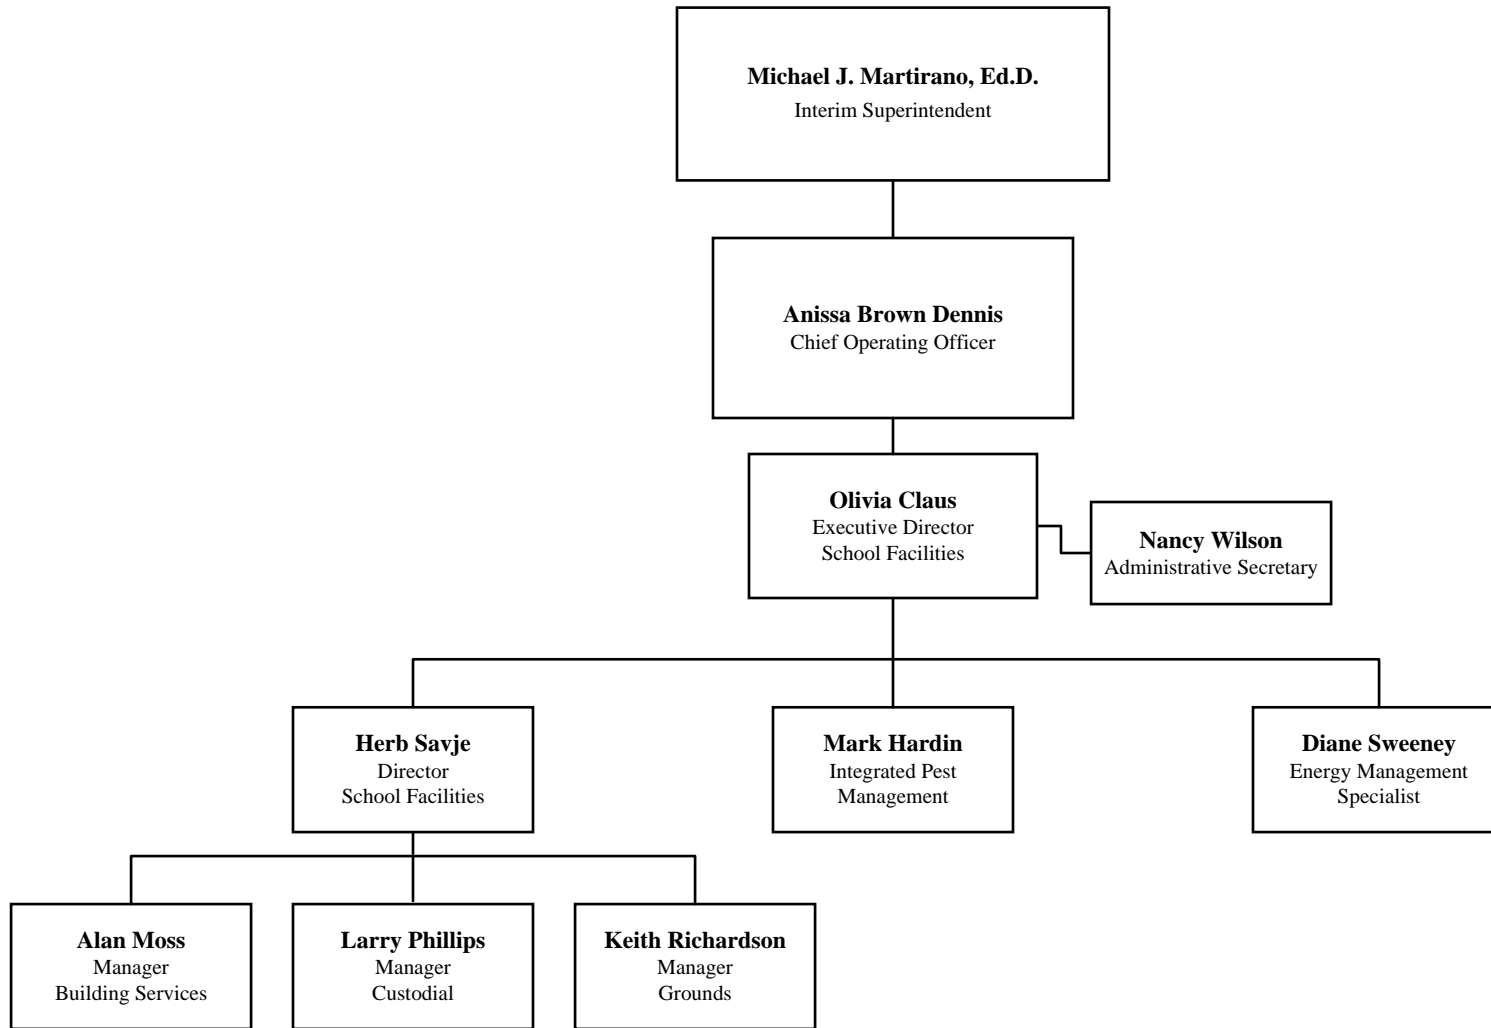 Michael J. Martirano, Ed.D.
Interim Superintendent
Anissa Brown Dennis
Chief Operating Officer
Olivia Claus
Executive Director
School Facilities
Nancy Wilson
Administrative Secretary
Herb Savje
Director
School Facilities
Mark Hardin
Integrated Pest
Management
Diane Sweeney
Energy Management
Specialist
Alan Moss
Manager
Building Services
Larry Phillips
Manager
Custodial
Keith Richardson
Manager
Grounds